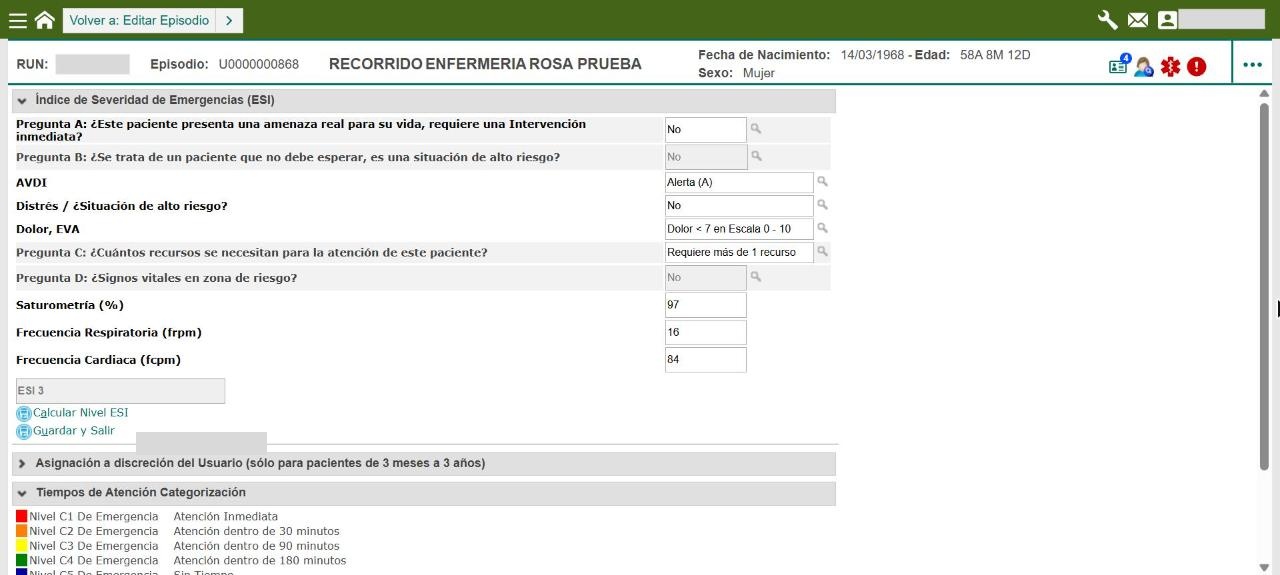 Volver a: Editar Episodio
RUN: Episodio: U0000000868 RECORRIDO ENFERMERIA ROSA PRUEBA Fecha de Nacimiento: 14/03/1968 - Edad: 58A 8M 12D
Sexo: Mujer
4
Índice de Severidad de Emergencias (ESI)
Pregunta A: ¿Este paciente presenta una amenaza real para su vida, requiere una Intervención
inmediata? No
Pregunta B: ¿Se trata de un paciente que no debe esperar, es una situación de alto riesgo? No
AVDI Alerta (A)
Distrés / ¿Situación de alto riesgo? No
Dolor, EVA Dolor < 7 en Escala 0 - 10
Pregunta C: ¿Cuántos recursos se necesitan para la atención de este paciente? Requiere más de 1 recurso
Pregunta D: ¿Signos vitales en zona de riesgo? No
Saturometría (%) 97
Frecuencia Respiratoria (frpm) 16
Frecuencia Cardiaca (fcpm) 84
ESI 3
Calcular Nivel ESI
Guardar y Salir
Asignación a discreción del Usuario (sólo para pacientes de 3 meses a 3 años)
Tiempos de Atención Categorización
Nivel C1 De Emergencia Atención Inmediata
Nivel C2 De Emergencia Atención dentro de 30 minutos
Nivel C3 De Emergencia Atención dentro de 90 minutos
Nivel C4 De Emergencia Atención dentro de 180 minutos
Nivel C5 De Emergencia Sin Tiempo